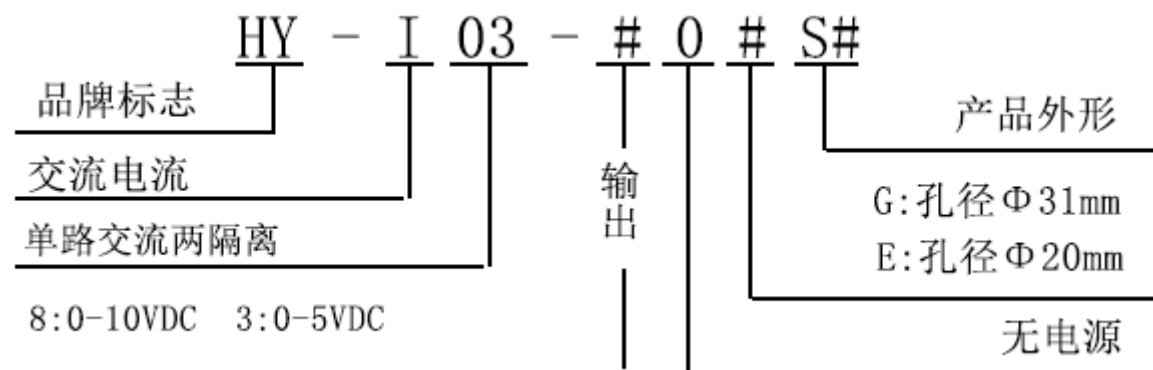 HY - I 03 - # 0 # S#
品牌标志
交流电流
单路交流两隔离
8:0-10VDC 3:0-5VDC
输出
产品外形
G:孔径Φ31mm
E:孔径Φ20mm
无电源